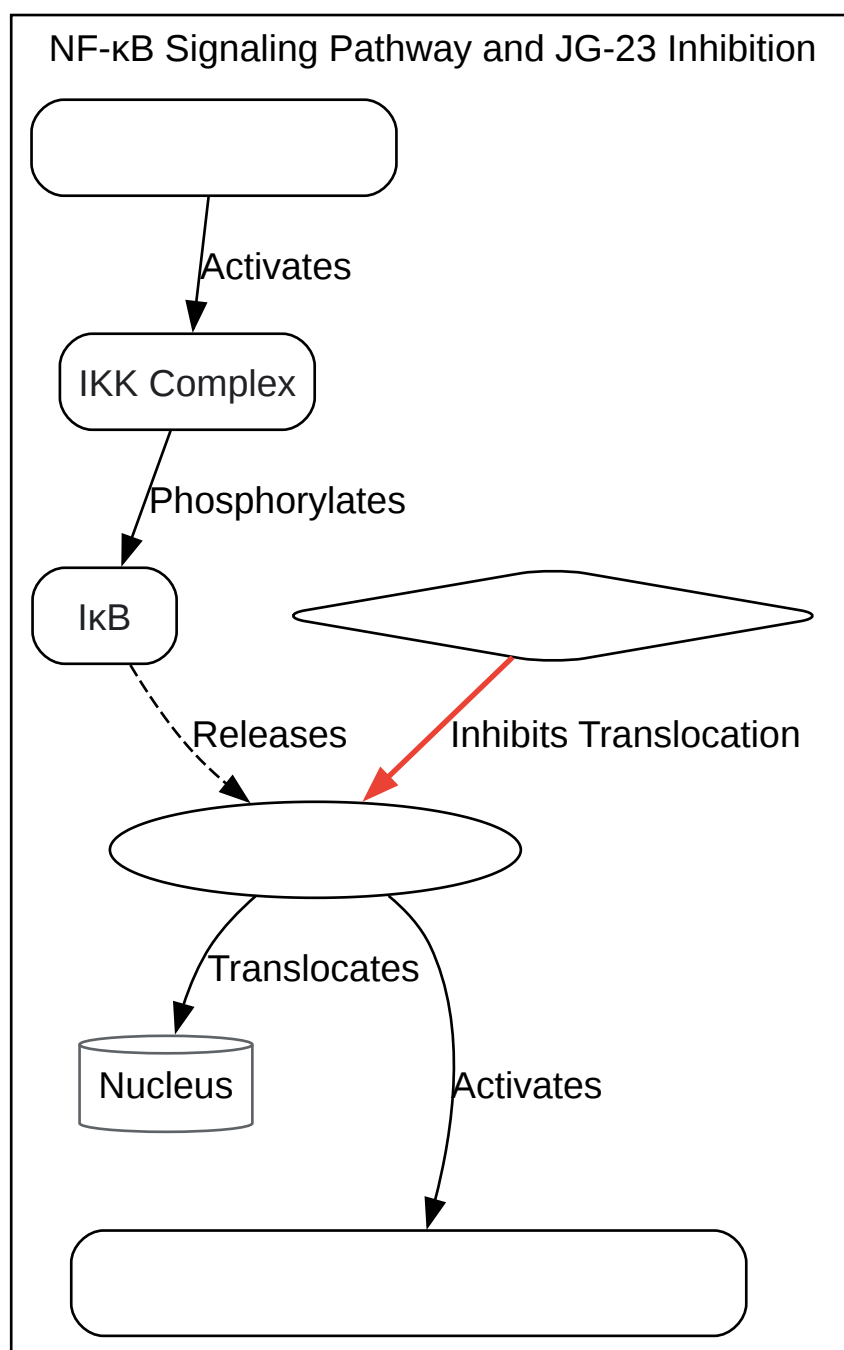 NF-κB Signaling Pathway and JG-23 Inhibition
Activates
IKK Complex
Phosphorylates
IκB
Releases
Inhibits Translocation
Translocates
Nucleus
Activates